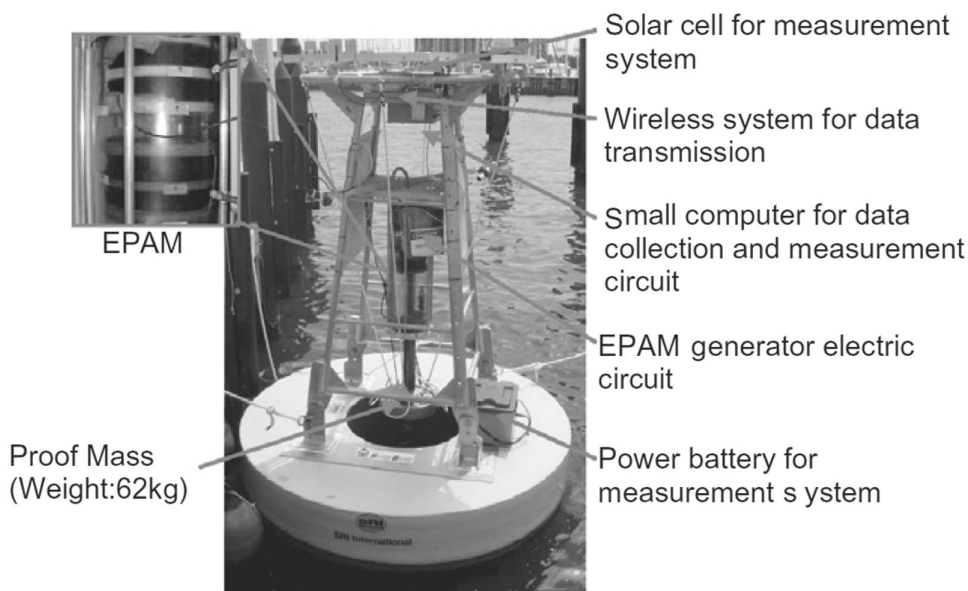 Solar cell for measurement
system
Wireless system for data
transmission
Small computer for data
collection and measurement
circuit
EPAM
EPAM generator electric
circuit
Proof Mass
(Weight:62kg)
Power battery for
measurement s ystem
SRI
SRI International